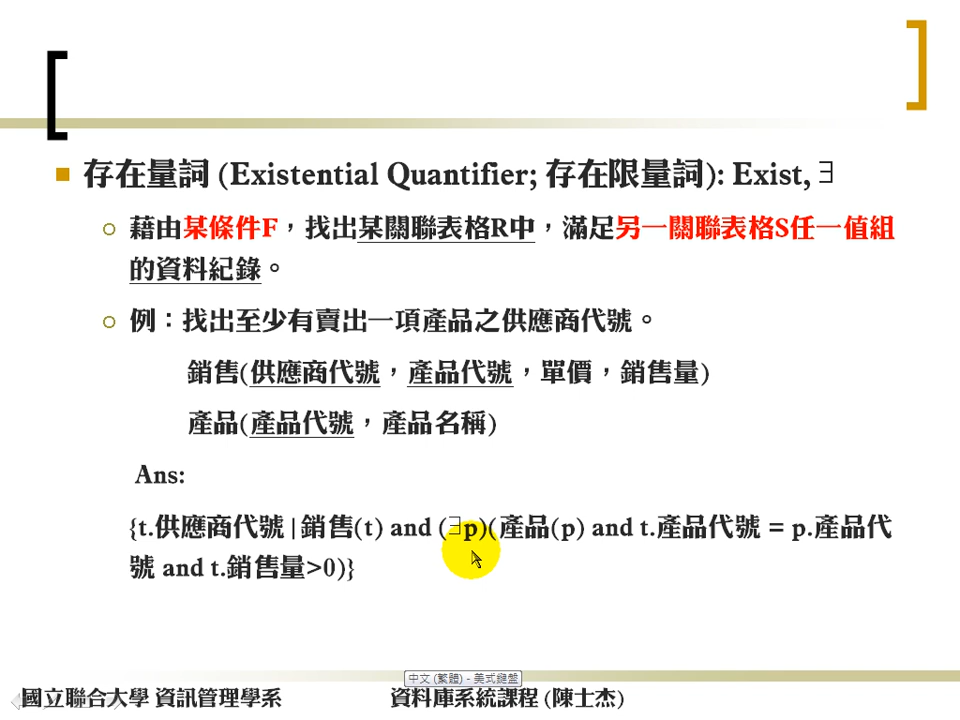 存在量詞 (Existential Quantifier; 存在限量詞): Exist, ∃
藉由某條件F，找出某關聯表格R中，滿足另一關聯表格S任一值組
的資料紀錄。
例：找出至少有賣出一項產品之供應商代號。
銷售(供應商代號，產品代號，單價，銷售量)
產品(產品代號，產品名稱)
Ans:
{t.供應商代號 | 銷售(t) and (∃p)(產品(p) and t.產品代號 = p.產品代
號 and t.銷售量>0)}
中文 (繁體) - 美式鍵盤
國立聯合大學 資訊管理學系 資料庫系統課程 (陳士杰)